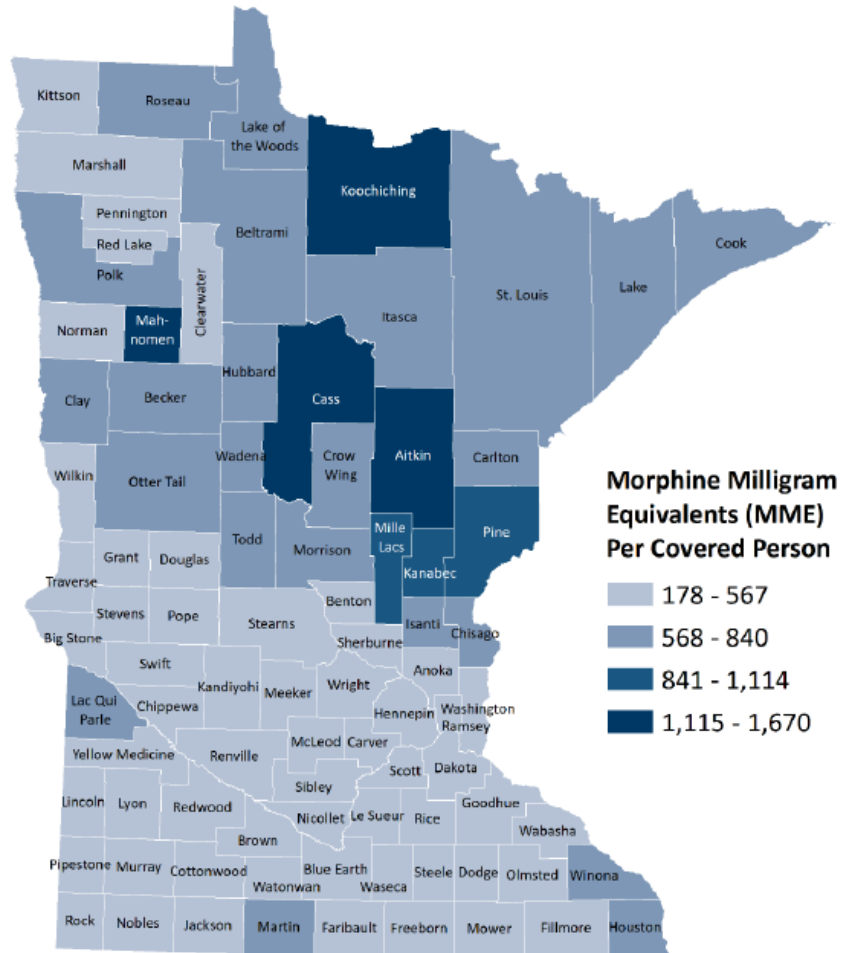 Kittson
Roseau
Lake of
the Woods
Koochiching
Marshall
Pennington
Red Lake
Beltrami
Polk
Clearwater
Cook
Lake
St. Louis
Itasca
Norman
Mah-
nomen
Hubbard
Cass
Clay
Becker
Wadena
Crow
Wing
Aitkin
Carlton
Wilkin
Otter Tail
Morphine Milligram
Equivalents (MME)
Per Covered Person
178 - 567
568 - 840
841 - 1,114
1,115 - 1,670
Todd
Morrison
Mille
Lacs
Pine
Kanabec
Grant
Douglas
Traverse
Stevens
Pope
Stearns
Benton
Isanti
Chisago
Big Stone
Sherburne
Swift
Anoka
Kandiyohi
Meeker
Wright
Lac Qui
Parle
Chippewa
Hennepin
Washington
Ramsey
Yellow Medicine
Renville
McLeod
Carver
Scott
Dakota
Sibley
Lincoln
Lyon
Redwood
Nicollet
Le Sueur
Rice
Goodhue
Wabasha
Brown
Pipestone
Murray
Cottonwood
Watonwan
Blue Earth
Waseca
Steele
Dodge
Olmsted
Winona
Rock
Nobles
Jackson
Martin
Faribault
Freeborn
Mower
Fillmore
Houston